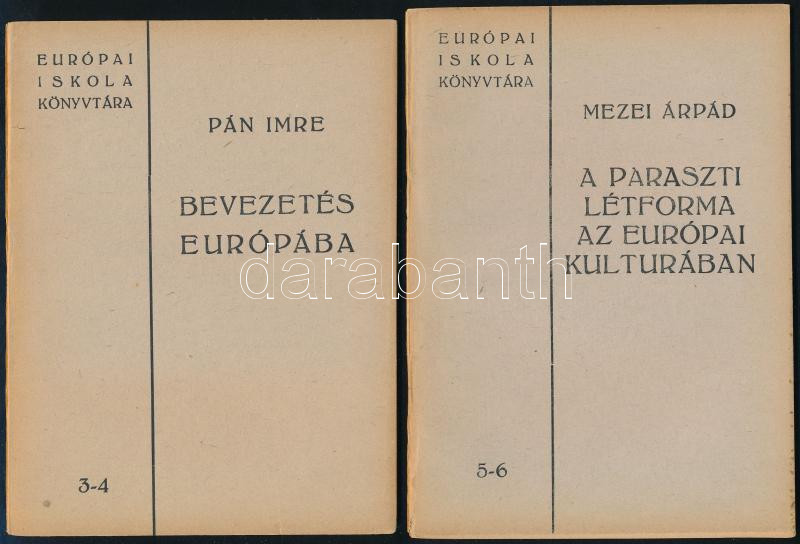 EURÓPAI
ISKOLA
KÖNYVTÁRA
PÁN IMRE
BEVEZETÉS
EURÓPÁBA
3-4
EURÓPAI
ISKOLA
KÖNYVTÁRA
MEZEI ÁRPÁD
A PARASZTI
LÉTFORMA
AZ EURÓPAI
KULTURÁBAN
5-6
darabanth